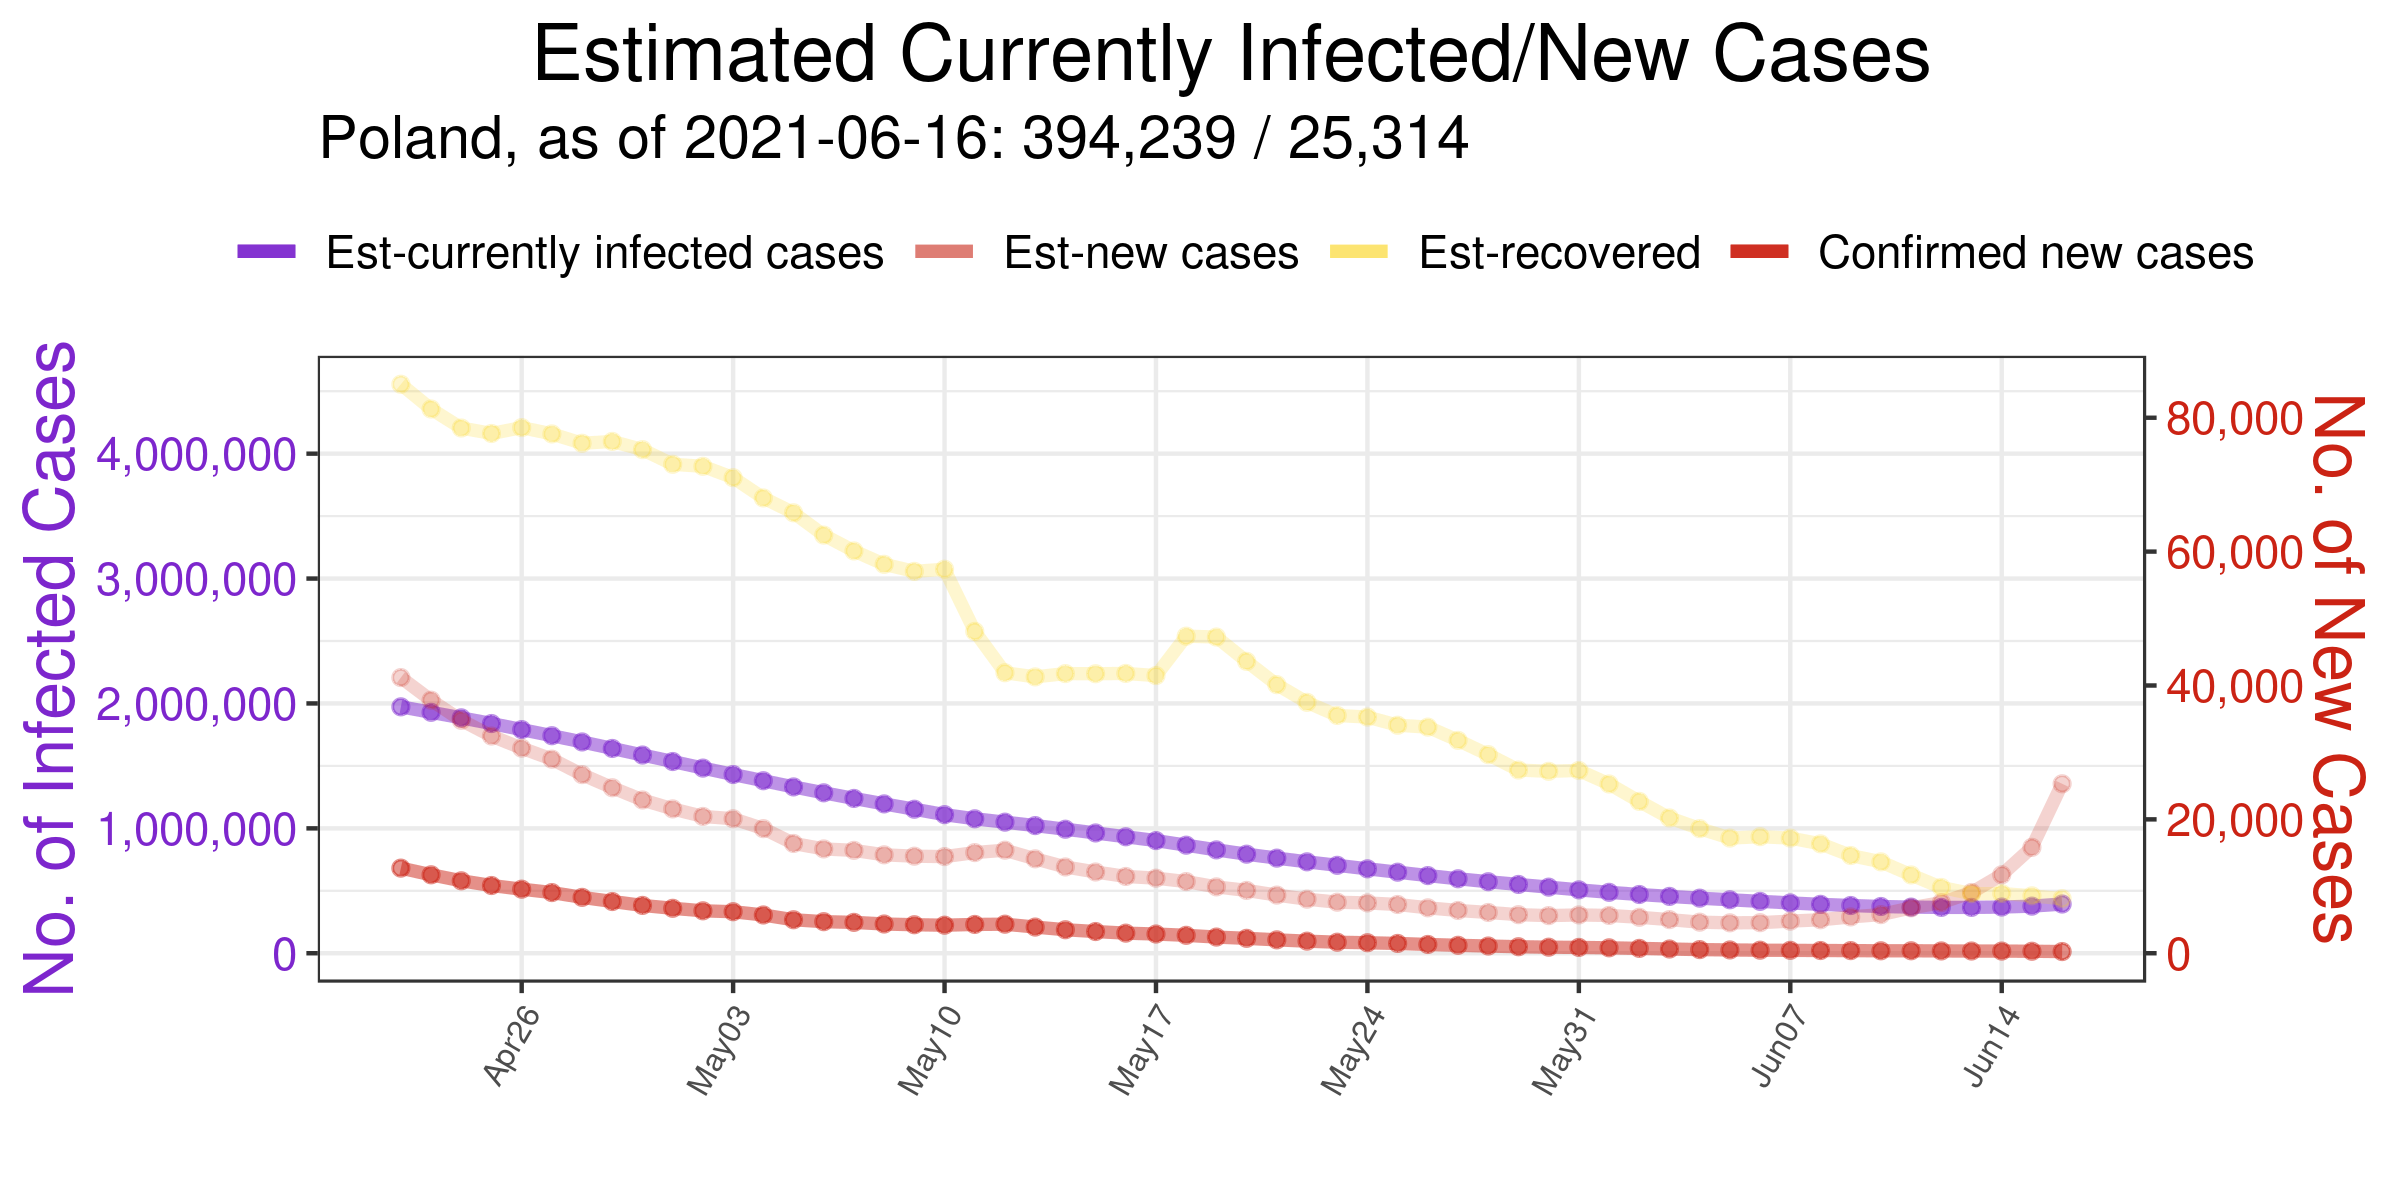 Estimated Currently Infected/New Cases
Poland, as of 2021-06-16: 394,239 / 25,314
Est-currently infected cases Est-new cases Est-recovered Confirmed new cases
No. of Infected Cases
4,000,000
3,000,000
2,000,000
1,000,000
0
80,000
60,000
40,000
20,000
0
No. of New Cases
Apr26 May03 May10 May17 May24 May31 Jun07 Jun14